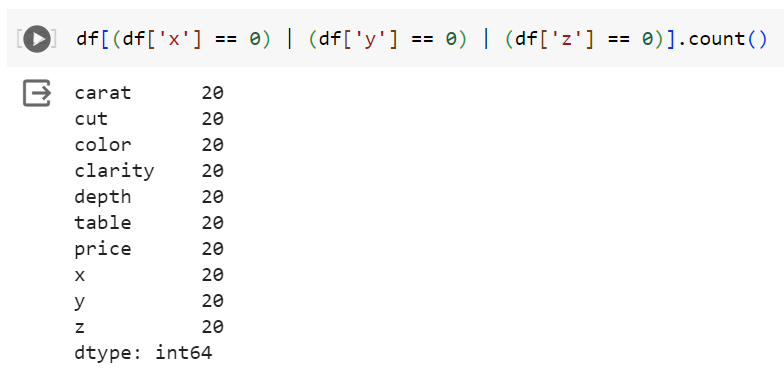 [ ] df[(df['x'] == 0) | (df['y'] == 0) | (df['z'] == 0)].count()
carat 20
cut 20
color 20
clarity 20
depth 20
table 20
price 20
x 20
y 20
z 20
dtype: int64